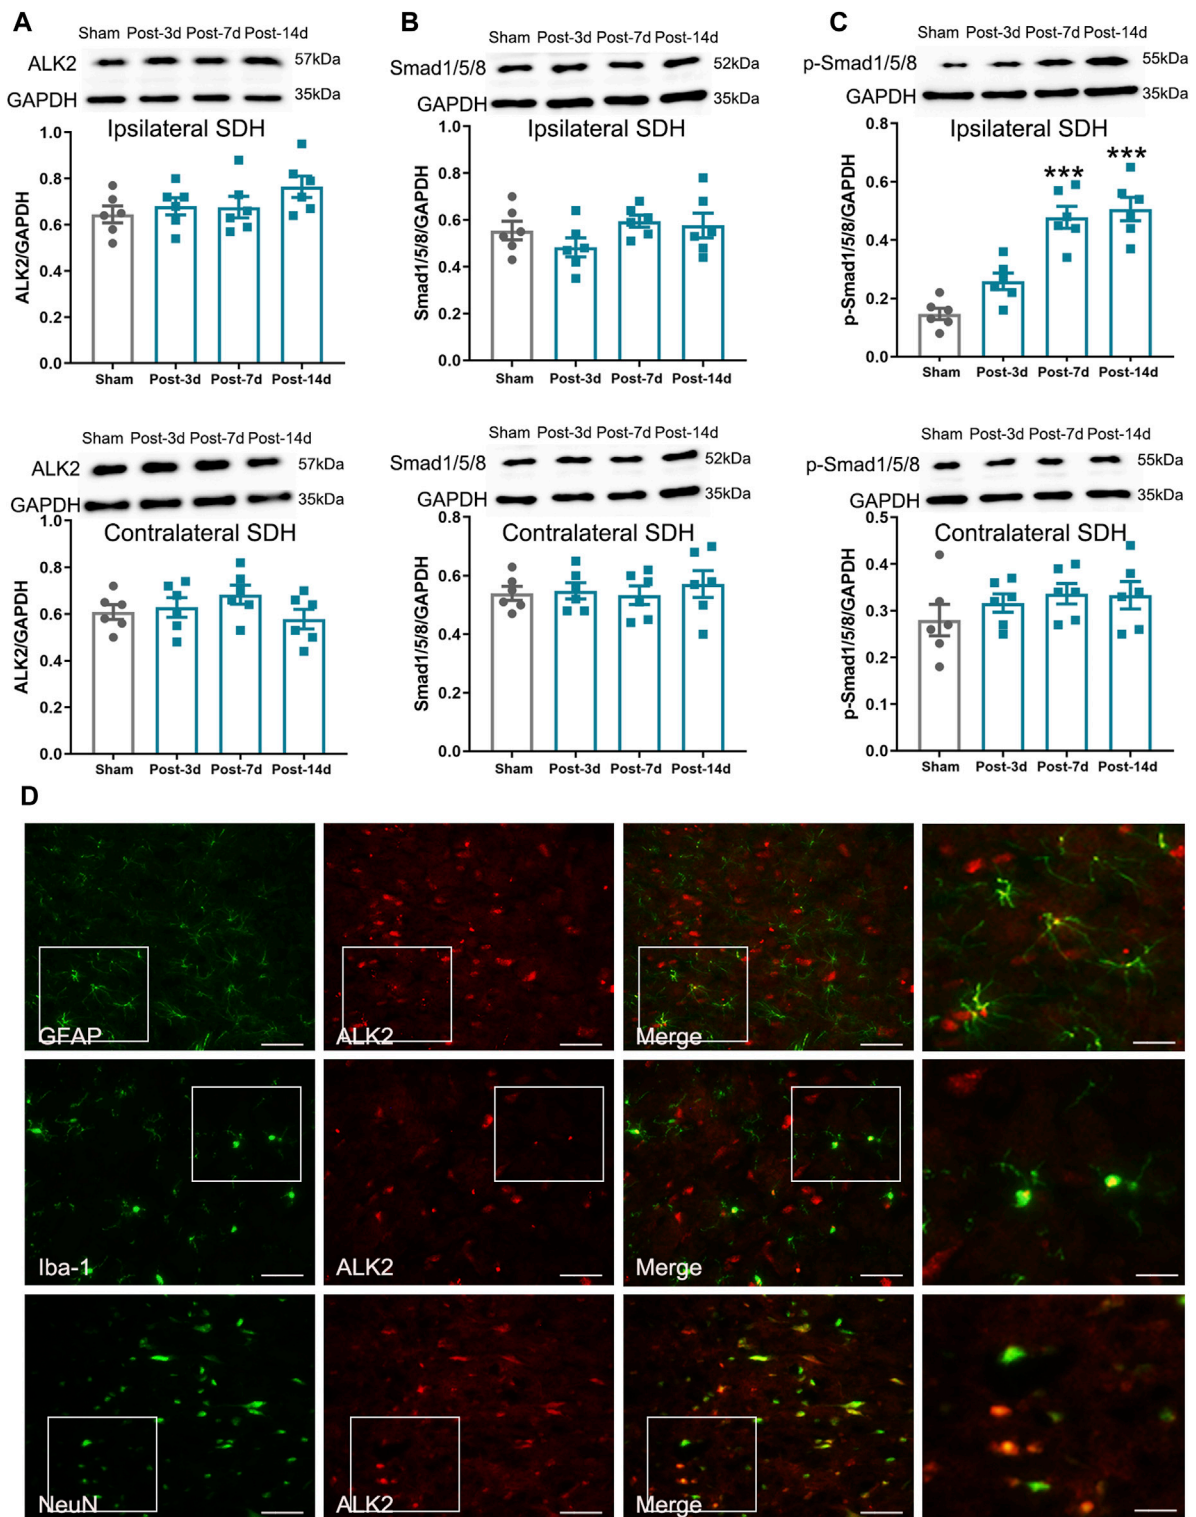 A
Sham Post-3d Post-7d Post-14d
ALK2
57kDa
GAPDH
35kDa
Ipsilateral SDH
ALK2/GAPDH
1.0
0.8
0.6
0.4
0.2
0.0
Sham Post-3d Post-7d Post-14d
Sham Post-3d Post-7d Post-14d
ALK2
57kDa
GAPDH
35kDa
Contralateral SDH
ALK2/GAPDH
1.0
0.8
0.6
0.4
0.2
0.0
Sham Post-3d Post-7d Post-14d
B
Sham Post-3d Post-7d Post-14d
Smad1/5/8
52kDa
GAPDH
35kDa
Ipsilateral SDH
Smad1/5/8/GAPDH
1.0
0.8
0.6
0.4
0.2
0.0
Sham Post-3d Post-7d Post-14d
Sham Post-3d Post-7d Post-14d
Smad1/5/8
52kDa
GAPDH
35kDa
Contralateral SDH
Smad1/5/8/GAPDH
0.8
0.6
0.4
0.2
0.0
Sham Post-3d Post-7d Post-14d
C
Sham Post-3d Post-7d Post-14d
p-Smad1/5/8
55kDa
GAPDH
35kDa
Ipsilateral SDH
p-Smad1/5/8/GAPDH
0.8
0.6
0.4
0.2
0.0
***
***
Sham Post-3d Post-7d Post-14d
Sham Post-3d Post-7d Post-14d
p-Smad1/5/8
55kDa
GAPDH
35kDa
Contralateral SDH
p-Smad1/5/8/GAPDH
0.5
0.4
0.3
0.2
0.1
0.0
Sham Post-3d Post-7d Post-14d
D
GFAP
ALK2
Merge
Iba-1
ALK2
Merge
NeuN
ALK2
Merge